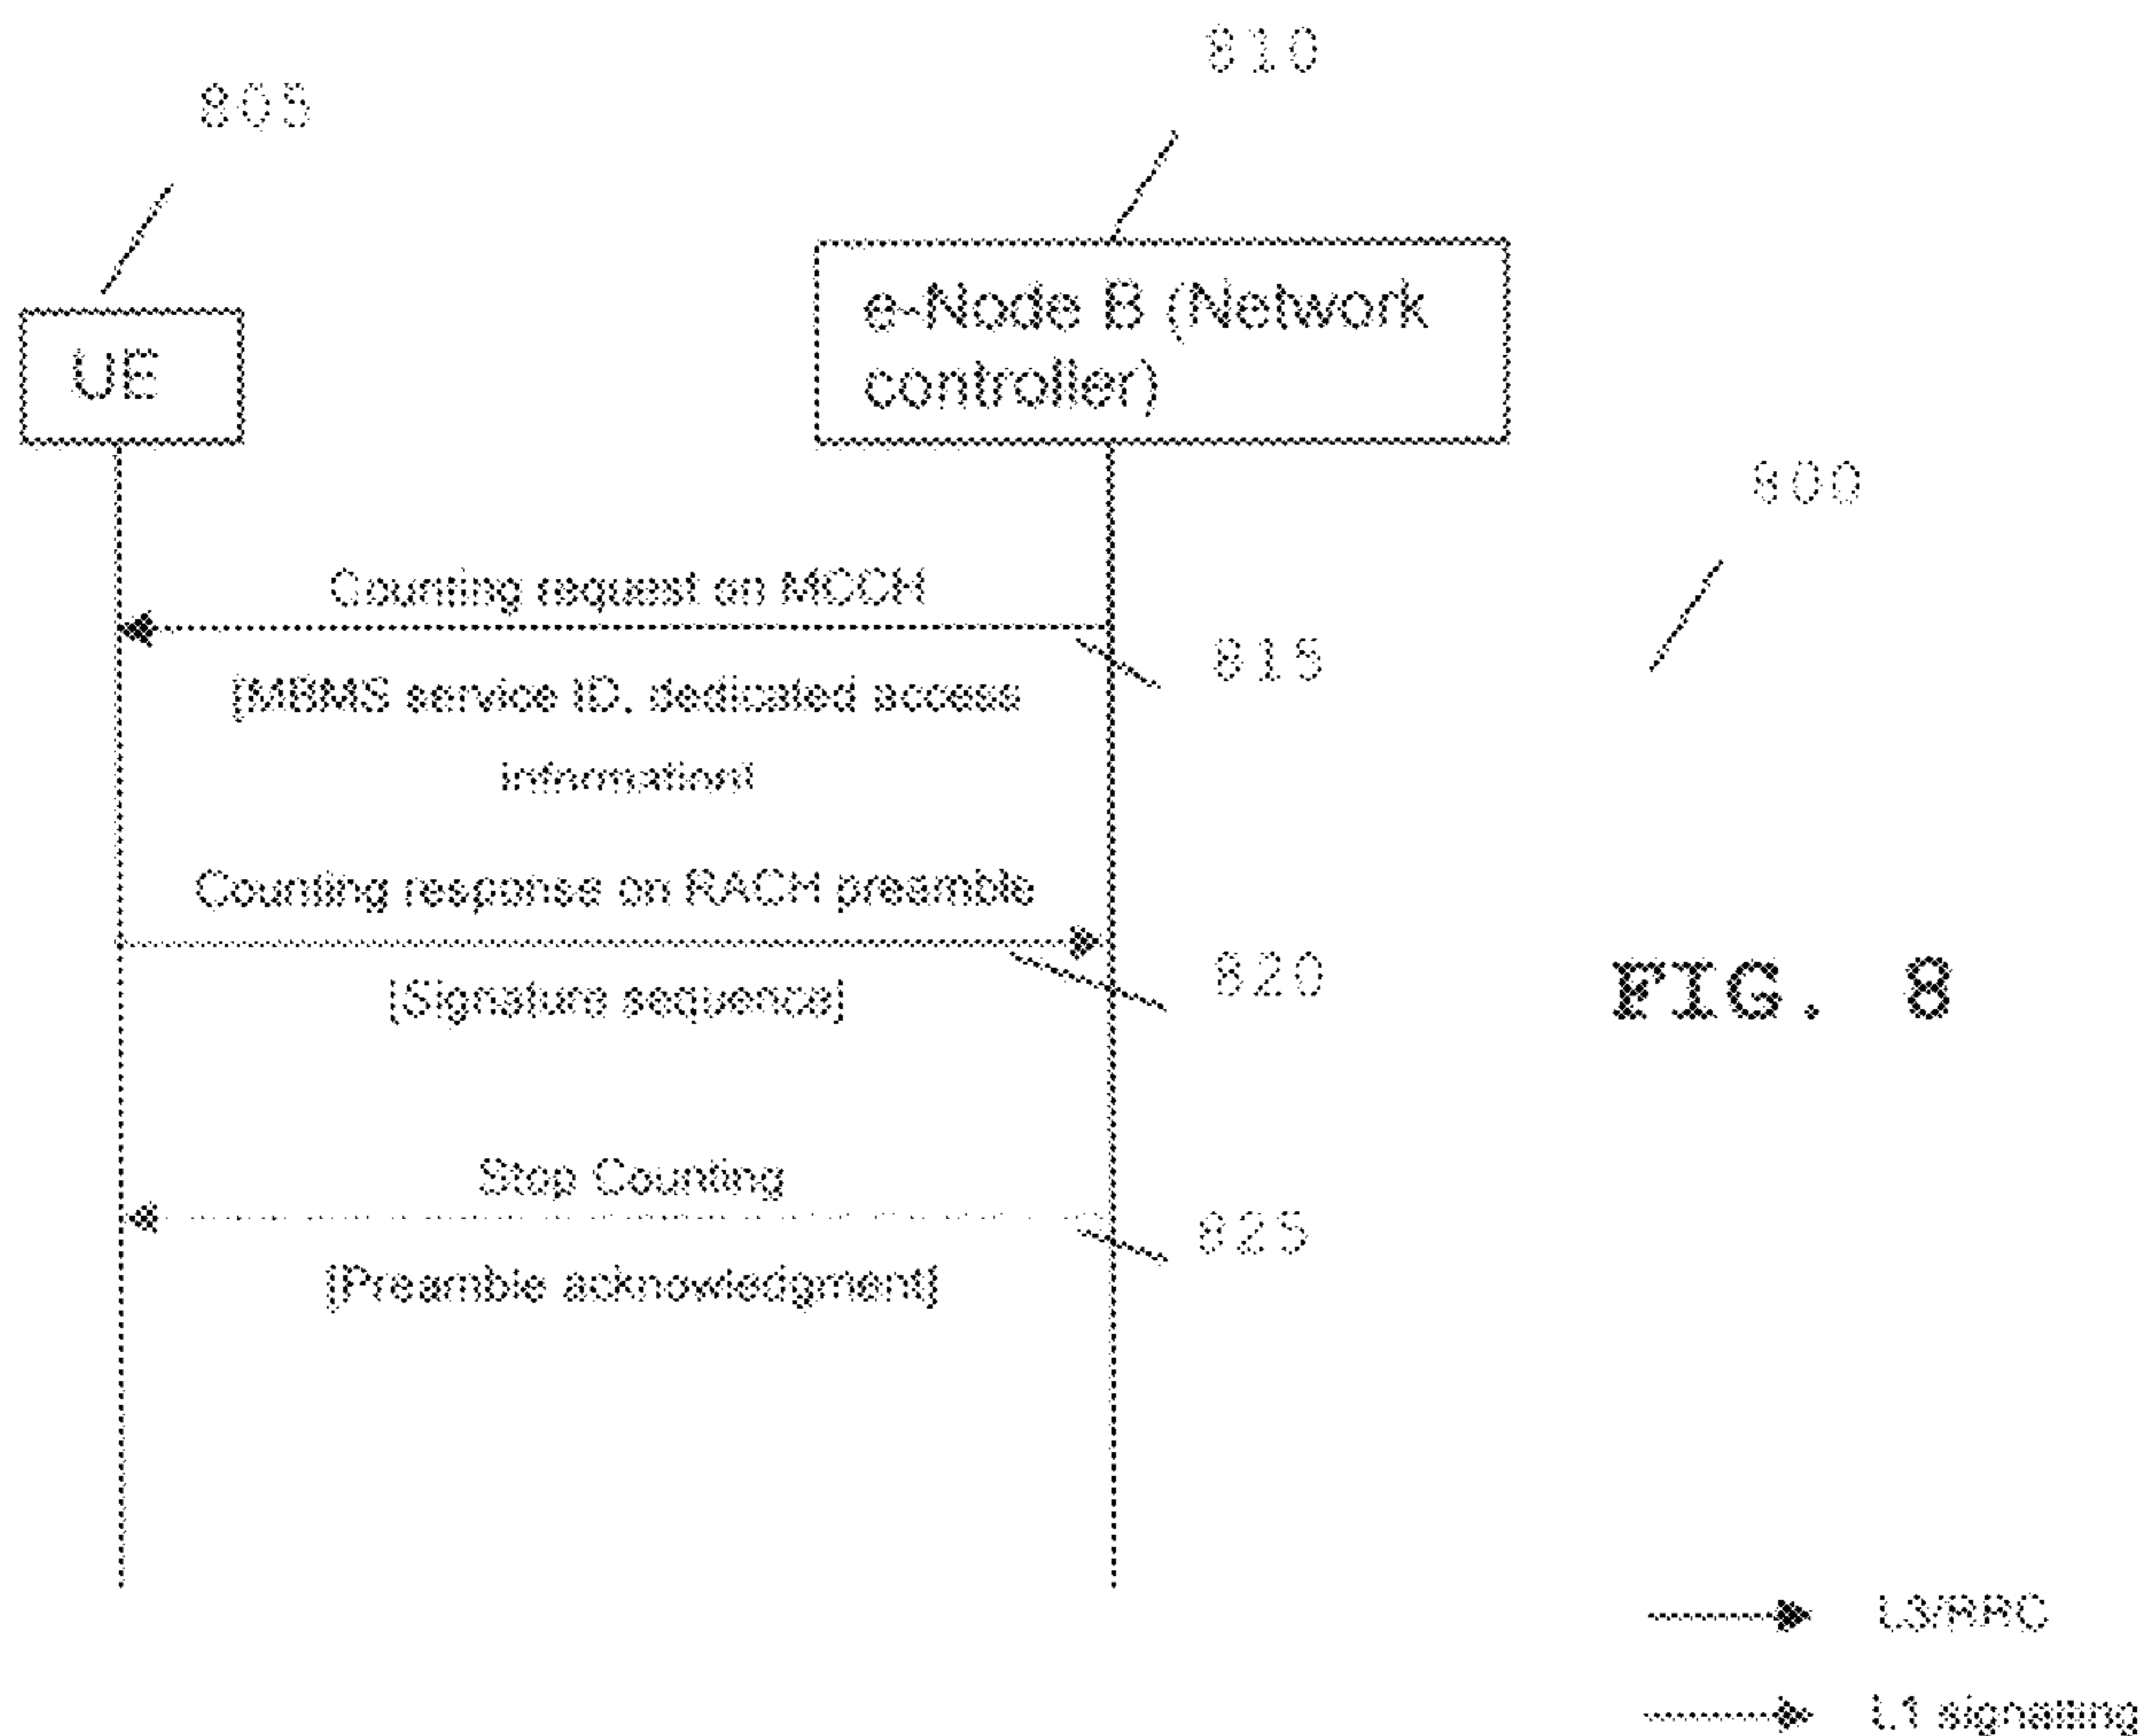 810
805
e-Node B (Network
controller)
UE
800
Counting request on MCCH
815
[MBMS service ID, dedicated access
information]
Counting response on RACH preamble
820
FIG. 8
[Signature sequence]
Stop Counting
825
[Preamble acknowledgment]
L3/RRC
L1 signalling